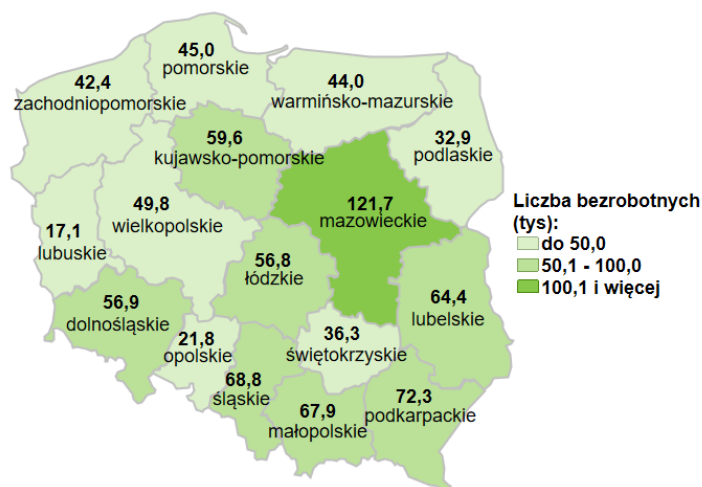 45,0
pomorskie
42,4
zachodniopomorskie
44,0
warmińsko-mazurskie
59,6
kujawsko-pomorskie
32,9
podlaskie
121,7
mazowieckie
49,8
wielkopolskie
17,1
lubuskie
56,8
łódzkie
64,4
lubelskie
56,9
dolnośląskie
21,8
opolskie
36,3
świętokrzyskie
68,8
śląskie
67,9
małopolskie
72,3
podkarpackie
Liczba bezrobotnych
(tys):
do 50,0
50,1 - 100,0
100,1 i więcej